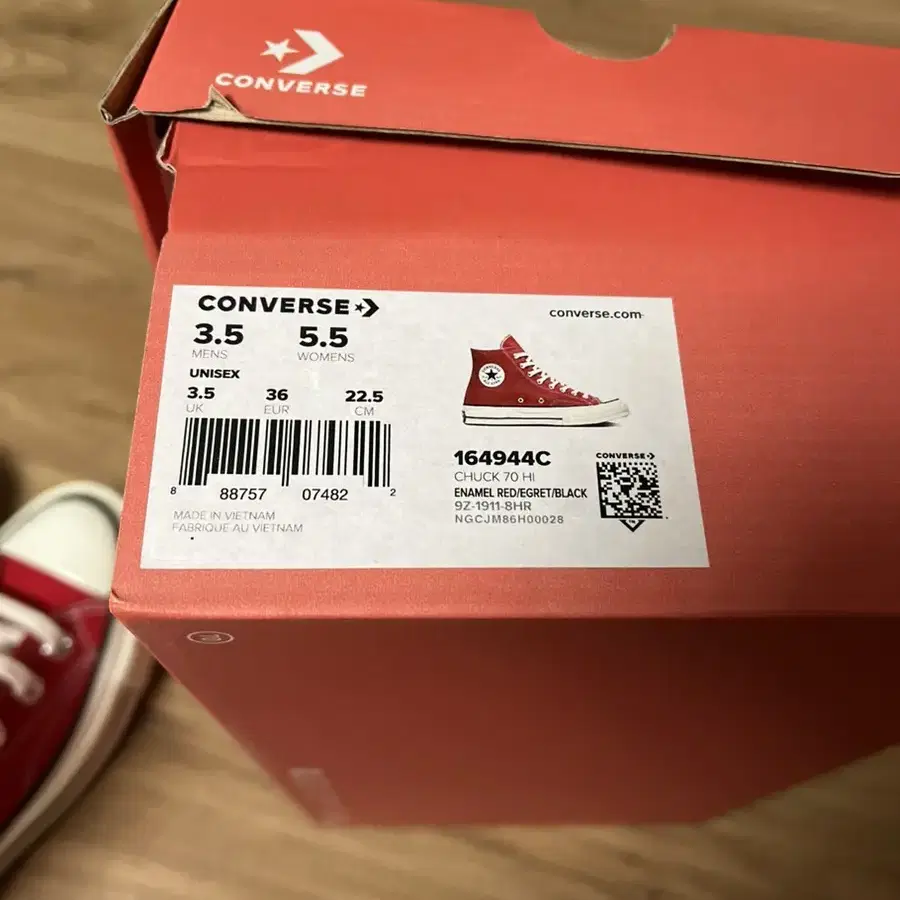 CONVERSE
CONVERSE
converse.com
3.5 5.5
MENS WOMENS
UNISEX
3.5 36 22.5
UK EUR CM
8 88757 07482 2
MADE IN VIETNAM
FABRIQUE AU VIETNAM
164944C
CHUCK 70 HI
ENAMEL RED/EGRET/BLACK
9Z-1911-8HR
NGCJM86H00028
CONVERSE